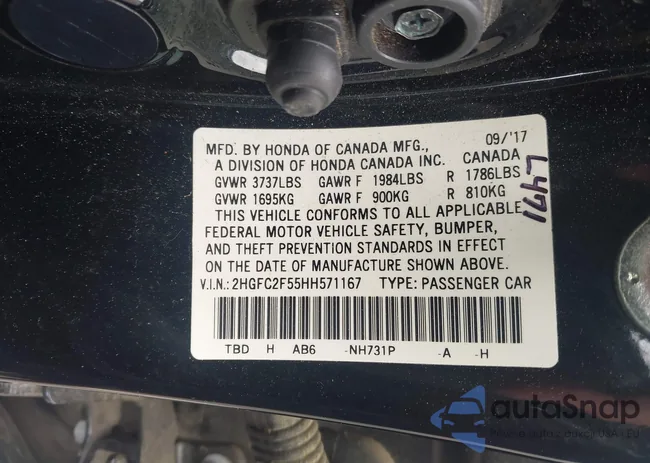 MFD. BY HONDA OF CANADA MFG., 09/'17
A DIVISION OF HONDA CANADA INC. CANADA
GVWR 3737LBS GAWR F 1984LBS R 1786LBS
GVWR 1695KG GAWR F 900KG R 810KG
THIS VEHICLE CONFORMS TO ALL APPLICABLE
FEDERAL MOTOR VEHICLE SAFETY, BUMPER,
AND THEFT PREVENTION STANDARDS IN EFFECT
ON THE DATE OF MANUFACTURE SHOWN ABOVE.
V.I.N.: 2HGFC2F55HH571167 TYPE: PASSENGER CAR
TBD H AB6 -NH731P -A -H
autoSnap